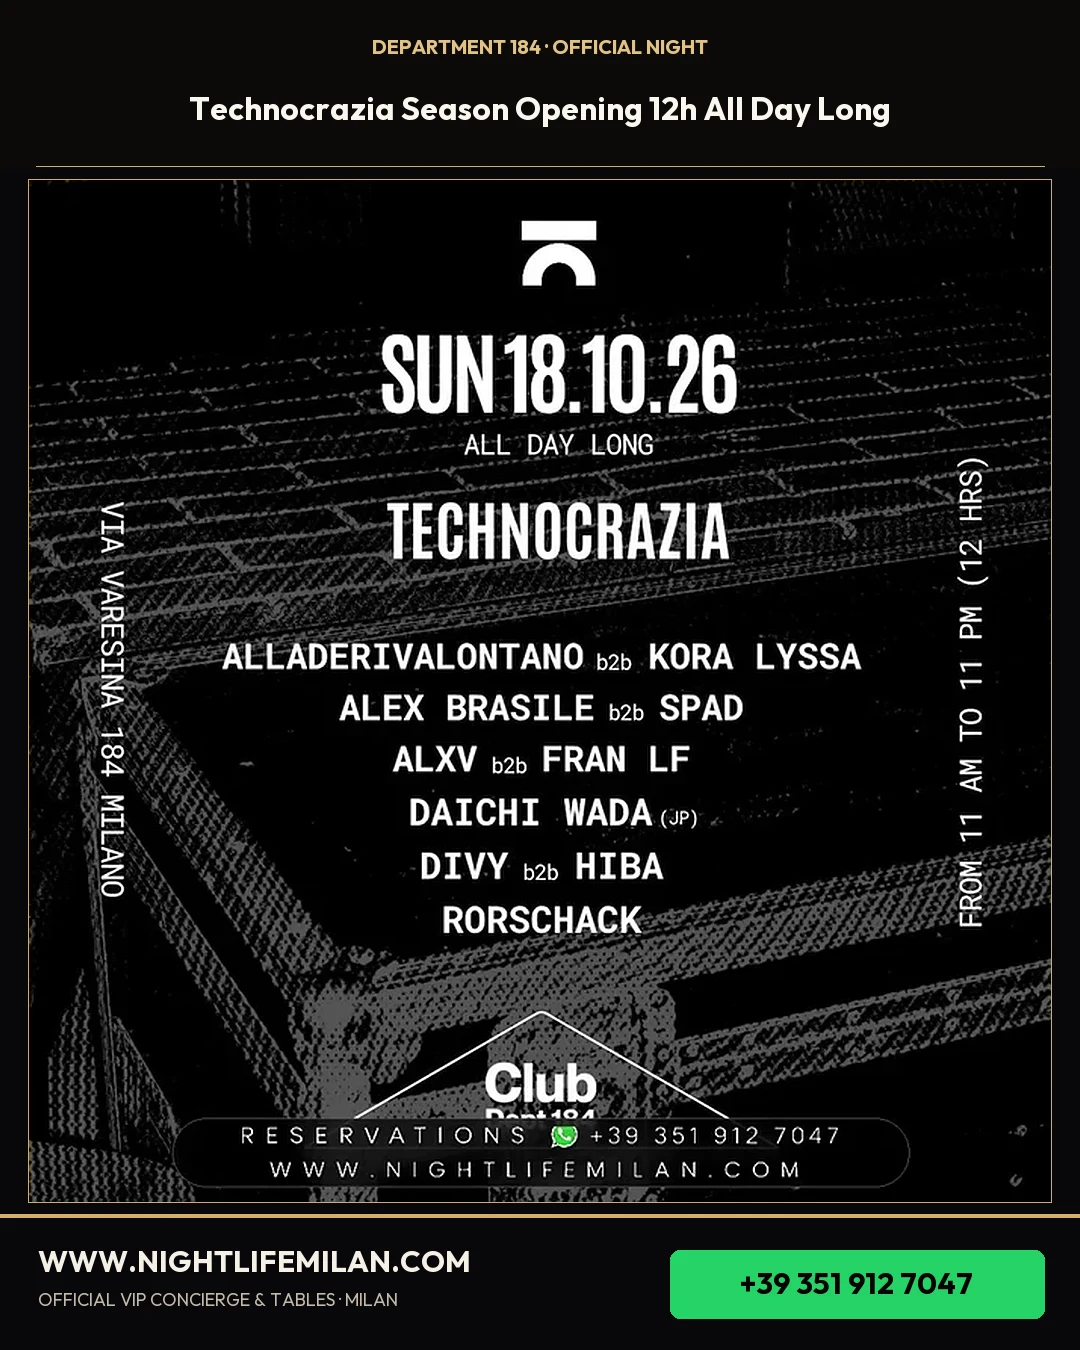 DEPARTMENT 184 · OFFICIAL NIGHT
Technocrazia Season Opening 12h All Day Long
SUN 18.10.26
ALL DAY LONG
TECHNOCRAZIA
VIA VARESINA 184 MILANO
FROM 11 AM TO 11 PM (12 HRS)
ALLADERIVALONTANO b2b KORA LYSSA
ALEX BRASILE b2b SPAD
ALXV b2b FRAN LF
DAICHI WADA (JP)
DIVY b2b HIBA
RORSCHACK
Club
Dept 184
RESERVATIONS +39 351 912 7047
WWW.NIGHTLIFEMILAN.COM
WWW.NIGHTLIFEMILAN.COM
OFFICIAL VIP CONCIERGE & TABLES · MILAN
+39 351 912 7047